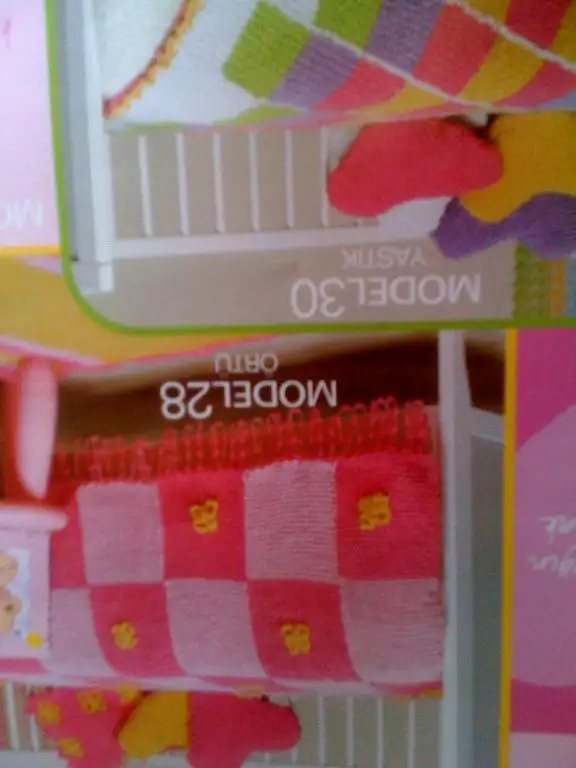 MODEL28
ÖRTÜ
MODEL30
YASTIK